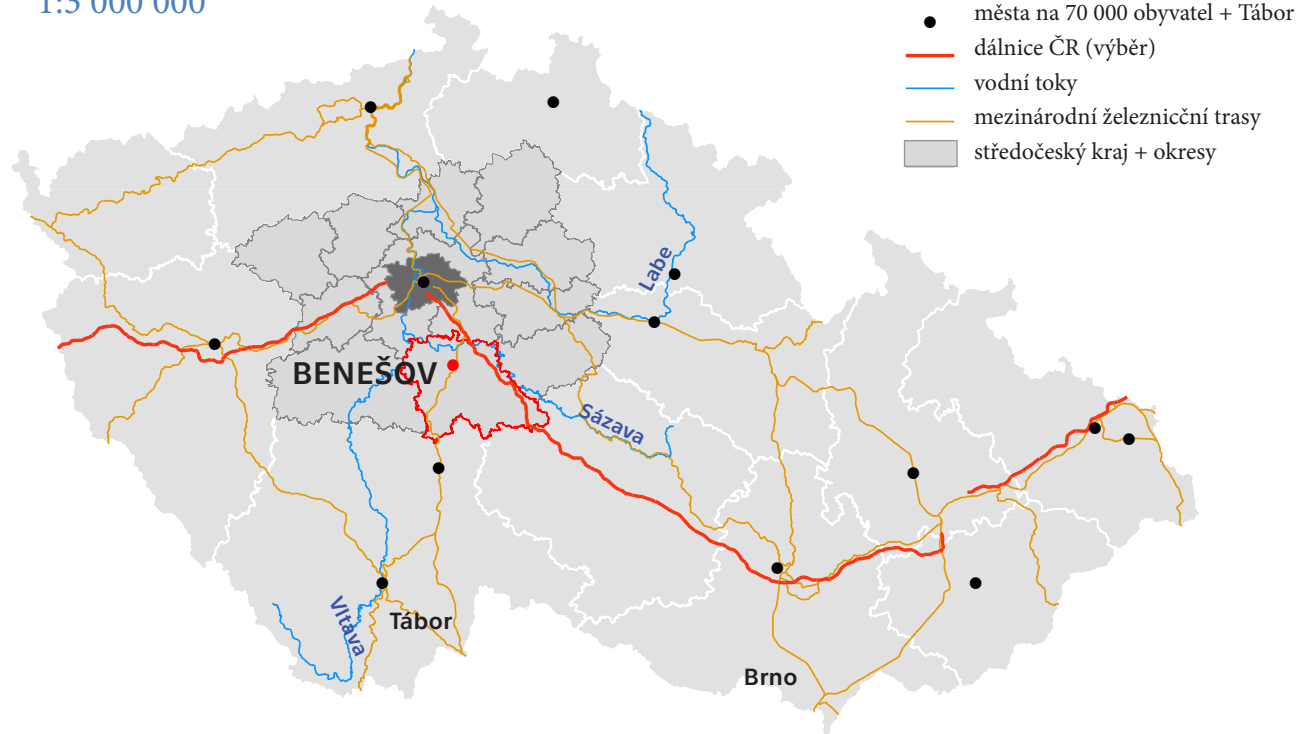 1:5 000 000
města na 70 000 obyvatel + Tábor
dálnice ČR (výběr)
vodní toky
mezinárodní železnicční trasy
středočeský kraj + okresy
Labe
BENEŠOV
Sázava
Vltava
Tábor
Brno